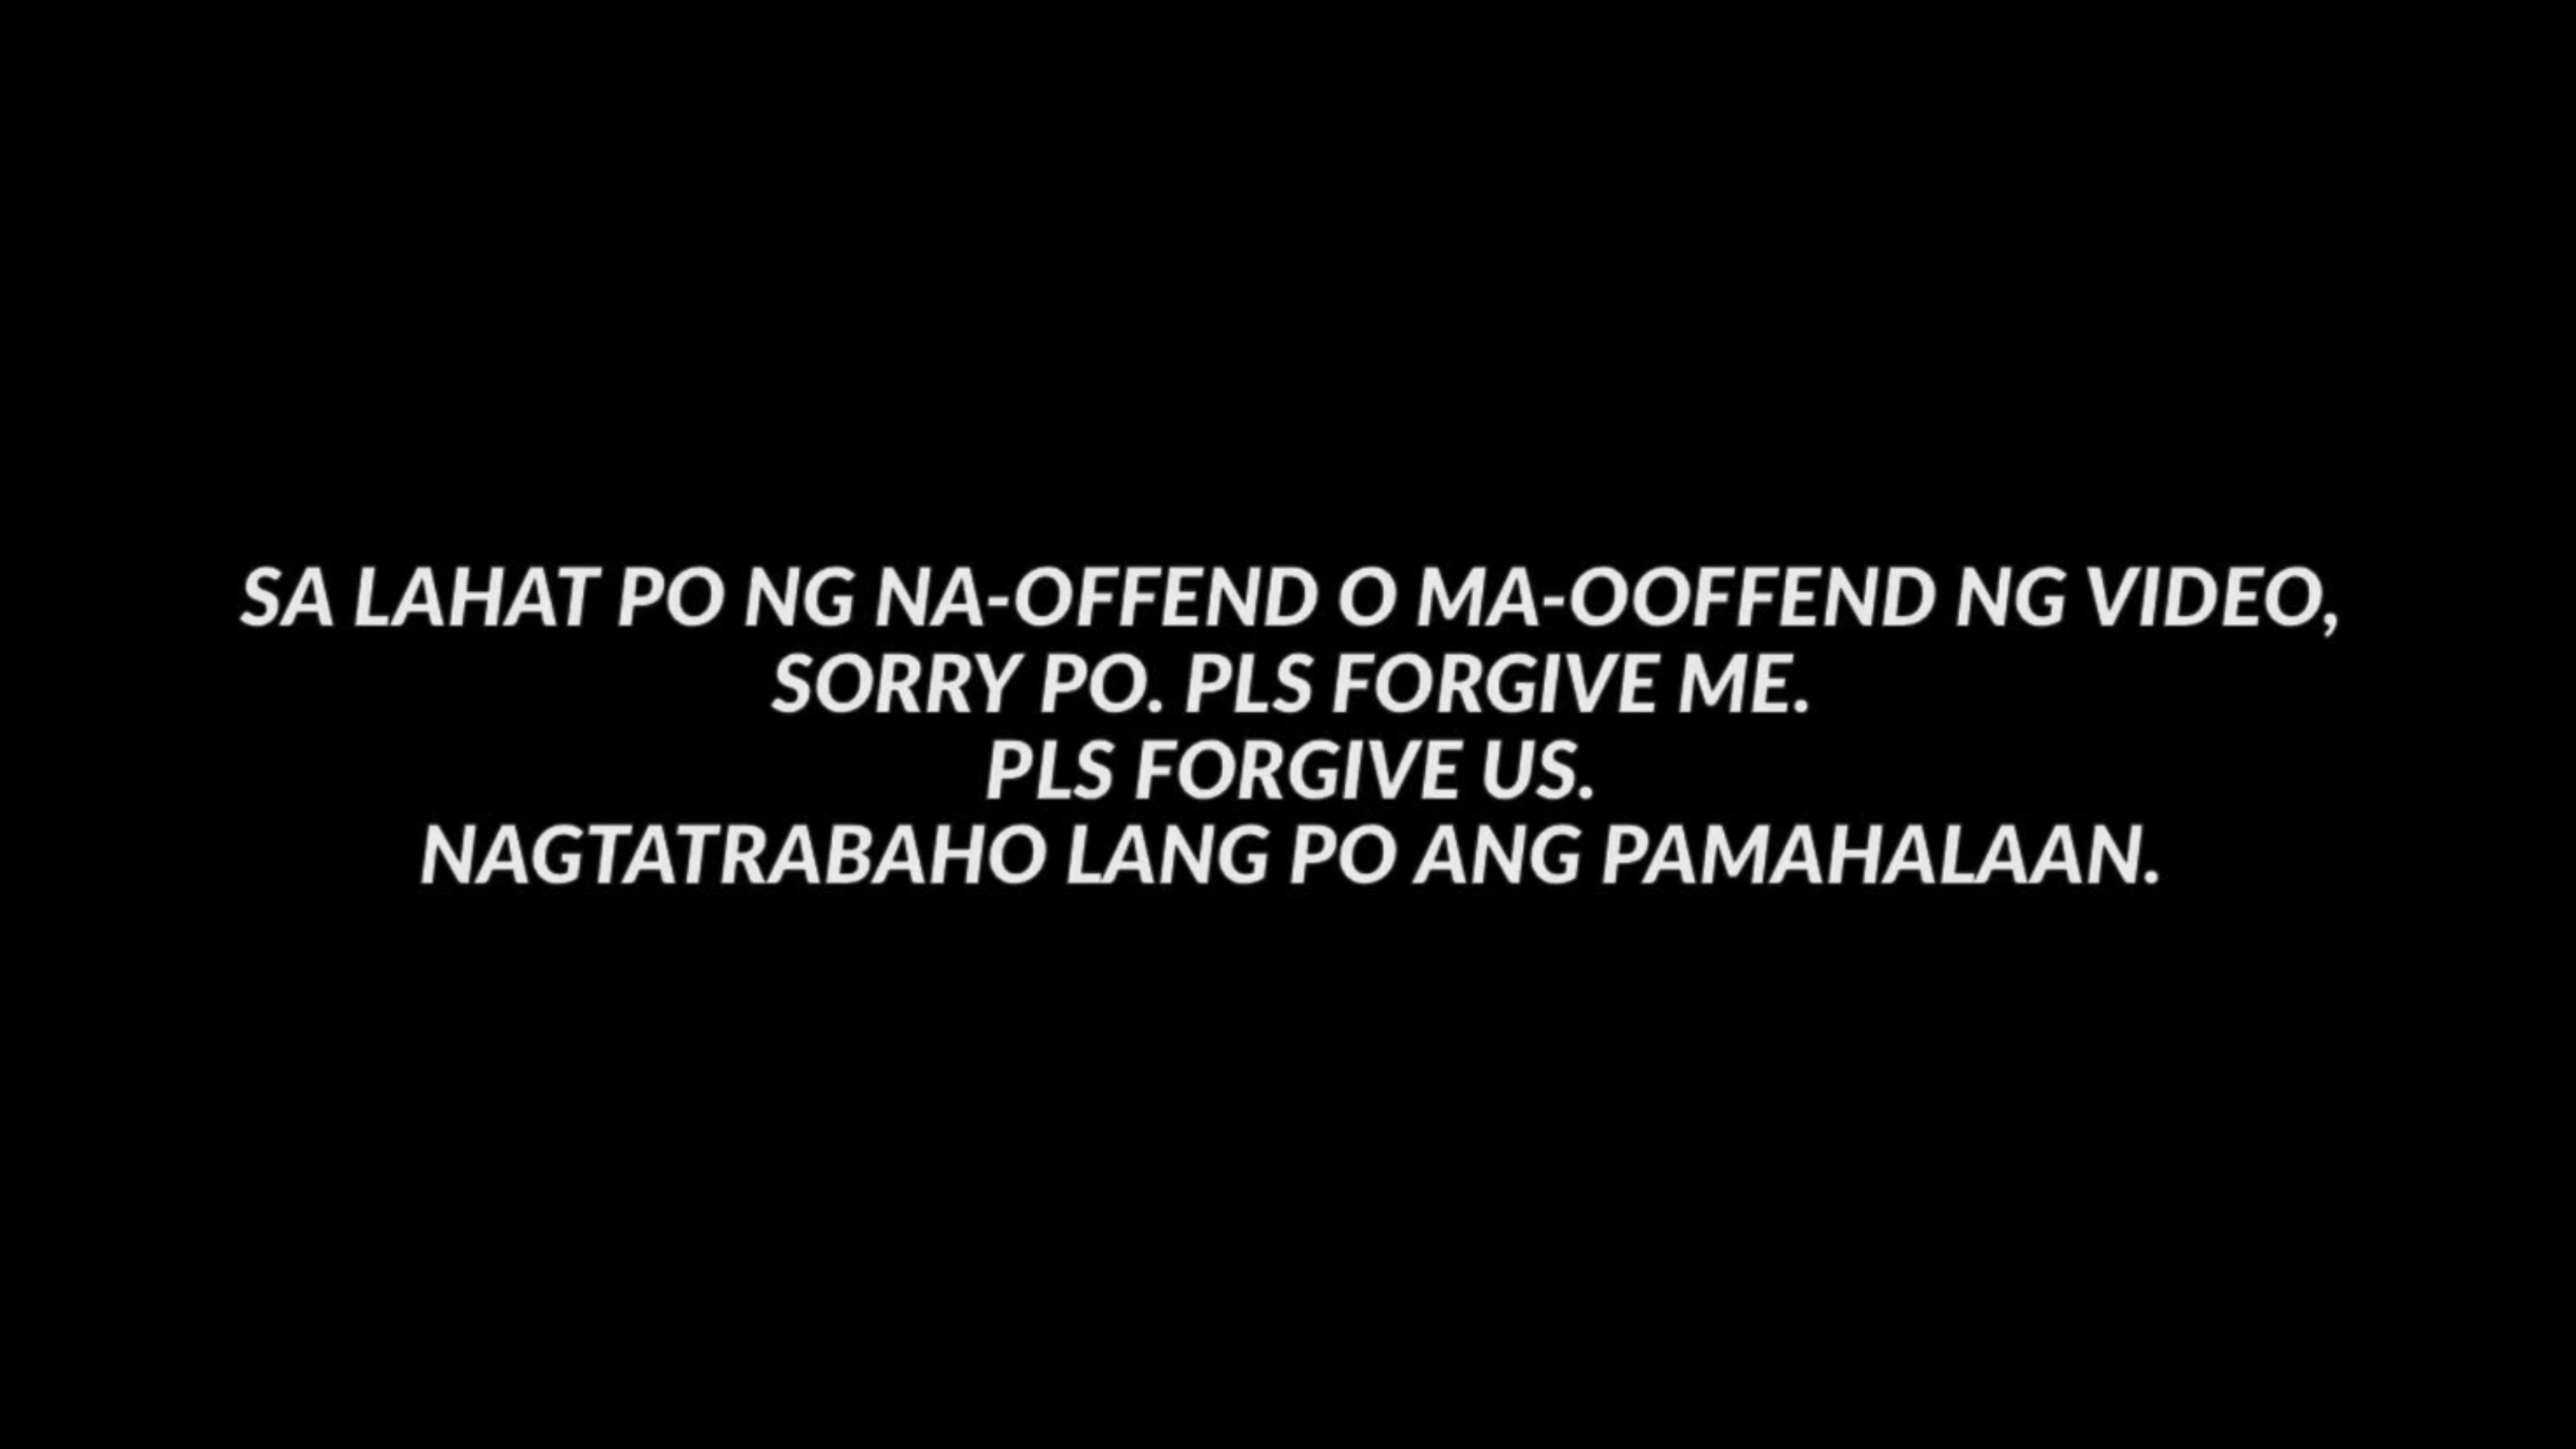 SA LAHAT PO NG NA-OFFEND O MA-OOFFEND NG VIDEO,
SORRY PO. PLS FORGIVE ME.
PLS FORGIVE US.
NAGTATRABAHO LANG PO ANG PAMAHALAAN.